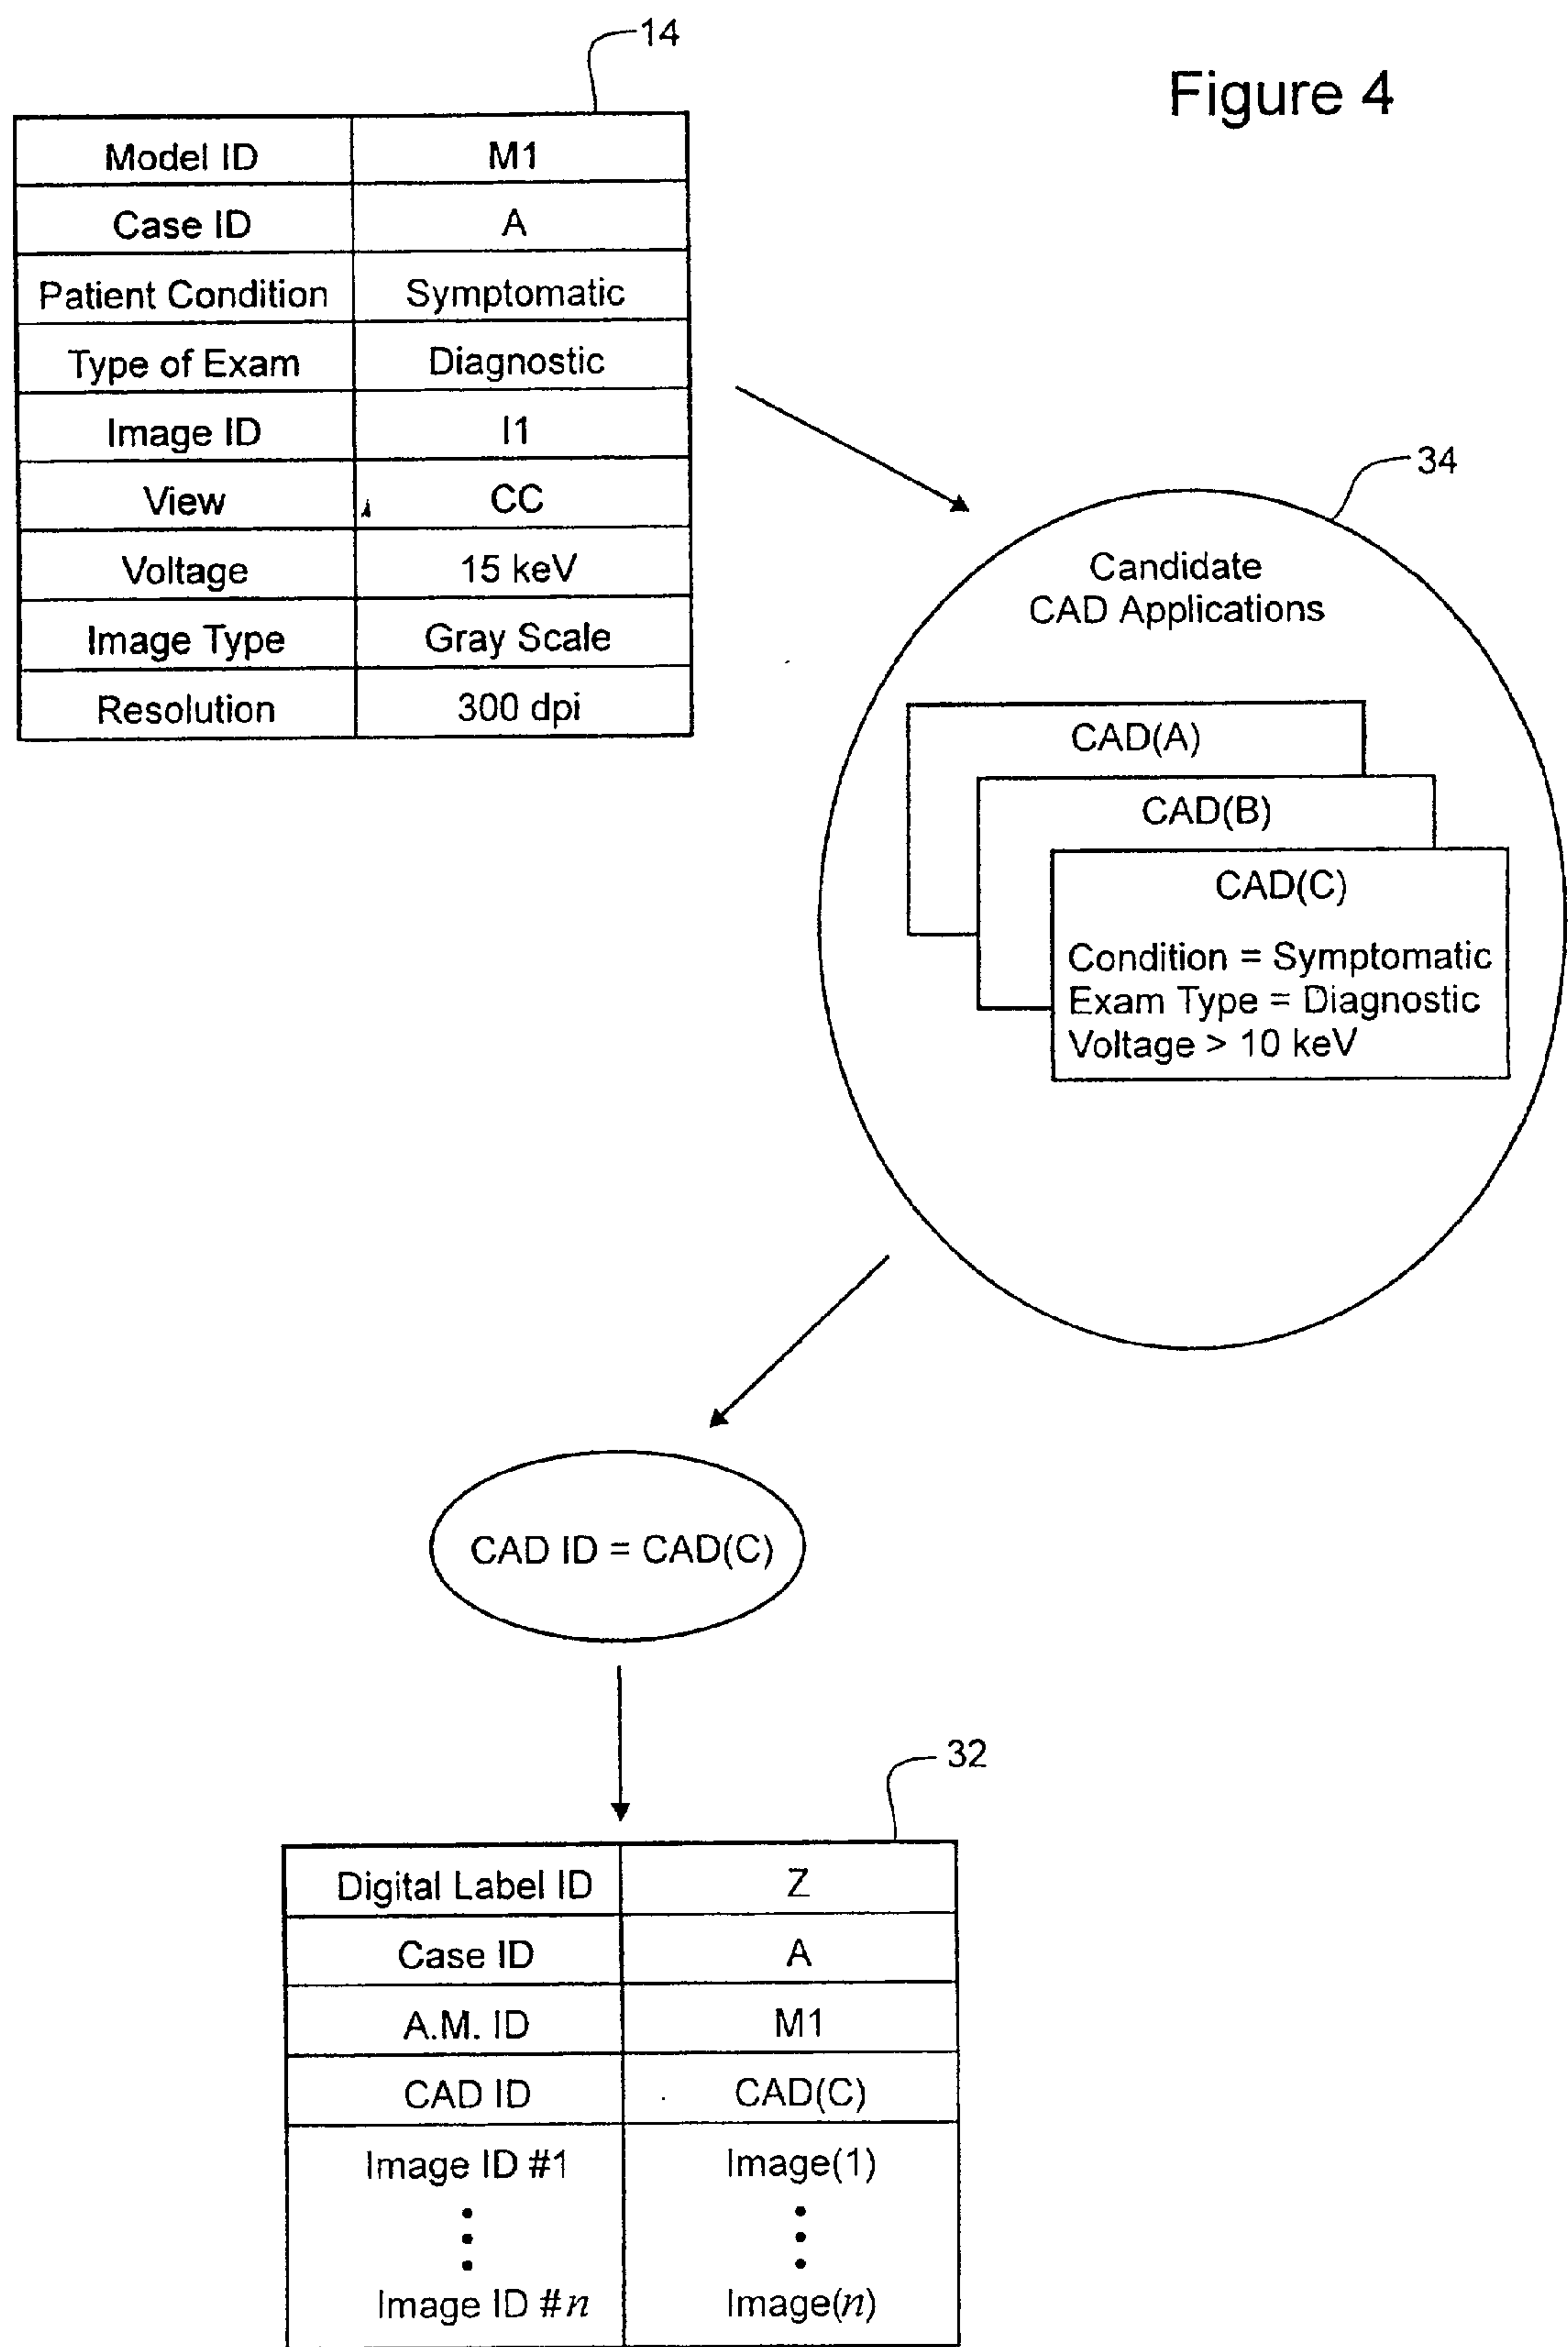 14
Figure 4
Model ID M1
Case ID A
Patient Condition Symptomatic
Type of Exam Diagnostic
Image ID I1
View CC
Voltage 15 keV
Image Type Gray Scale
Resolution 300 dpi
34
Candidate
CAD Applications
CAD(A)
CAD(B)
CAD(C)
Condition = Symptomatic
Exam Type = Diagnostic
Voltage > 10 keV
CAD ID = CAD(C)
32
Digital Label ID Z
Case ID A
A.M. ID M1
CAD ID CAD(C)
Image ID #1 Image(1)
Image ID #n Image(n)